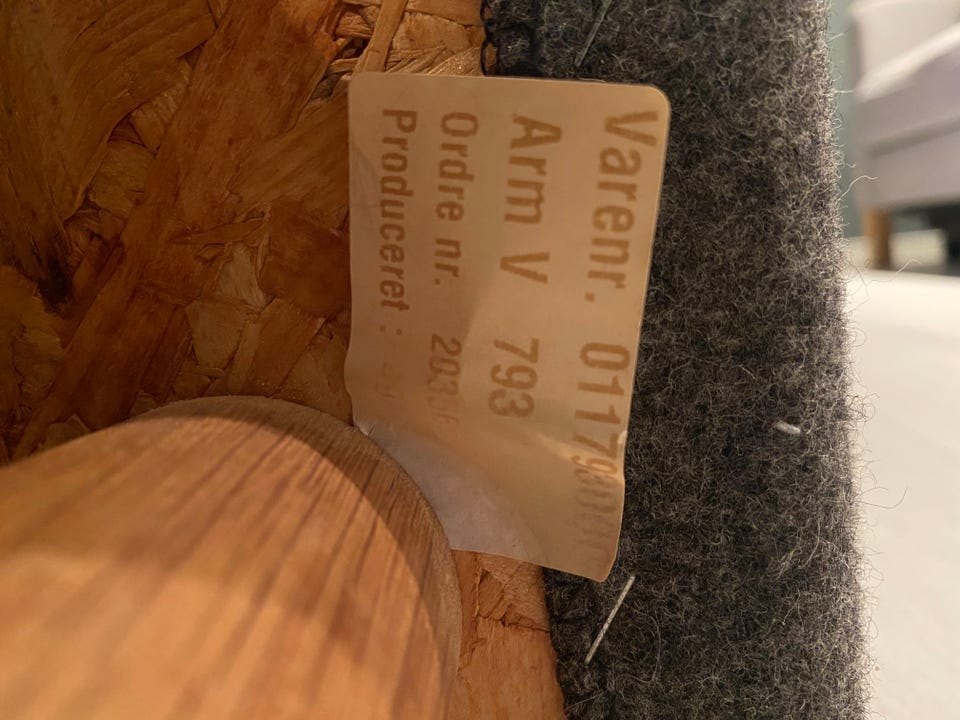 Varenr. 0117
Arm V 793
Ordre nr. 203
Produceret :